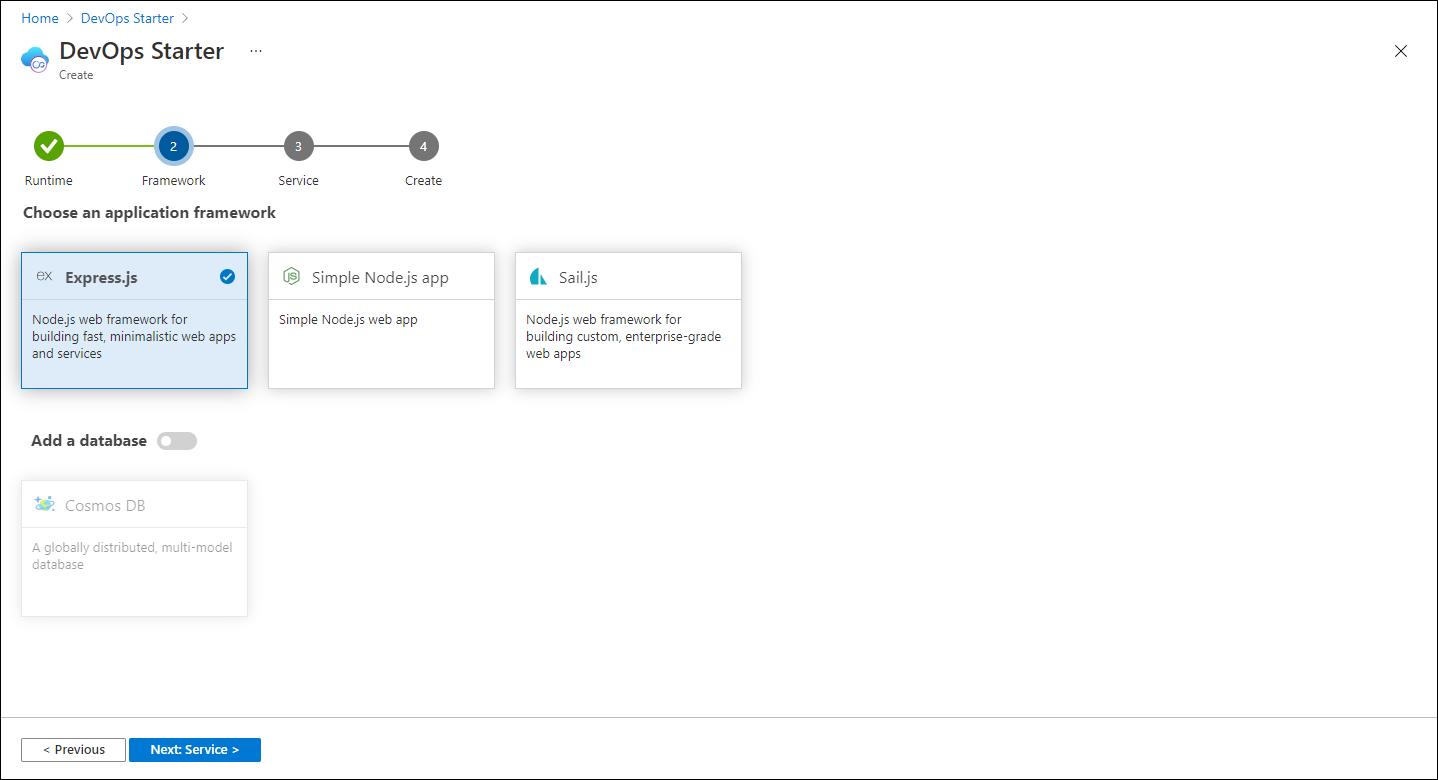 Home > DevOps Starter >
DevOps Starter ...
Create
2 3 4
Runtime Framework Service Create
Choose an application framework
ex Express.js
Node.js web framework for
building fast, minimalistic web apps
and services
JS Simple Node.js app
Simple Node.js web app
Sail.js
Node.js web framework for
building custom, enterprise-grade
web apps
Add a database
Cosmos DB
A globally distributed, multi-model
database
< Previous Next: Service >